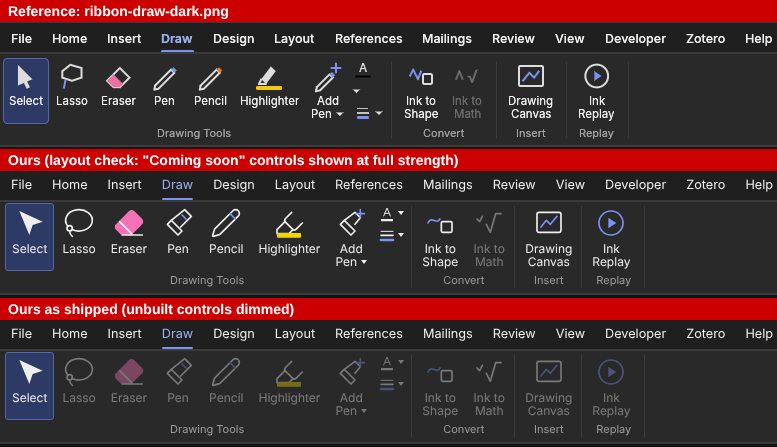 Reference: ribbon-draw-dark.png
File Home Insert Draw Design Layout References Mailings Review View Developer Zotero Help
A
Select Lasso Eraser Pen Pencil Highlighter Add Pen Ink to Shape Ink to Math Drawing Canvas Ink Replay
Drawing Tools Convert Insert Replay
Ours (layout check: "Coming soon" controls shown at full strength)
File Home Insert Draw Design Layout References Mailings Review View Developer Zotero Help
A
Select Lasso Eraser Pen Pencil Highlighter Add Pen Ink to Shape Ink to Math Drawing Canvas Ink Replay
Drawing Tools Convert Insert Replay
Ours as shipped (unbuilt controls dimmed)
File Home Insert Draw Design Layout References Mailings Review View Developer Zotero Help
A
Select Lasso Eraser Pen Pencil Highlighter Add Pen Ink to Shape Ink to Math Drawing Canvas Ink Replay
Drawing Tools Convert Insert Replay